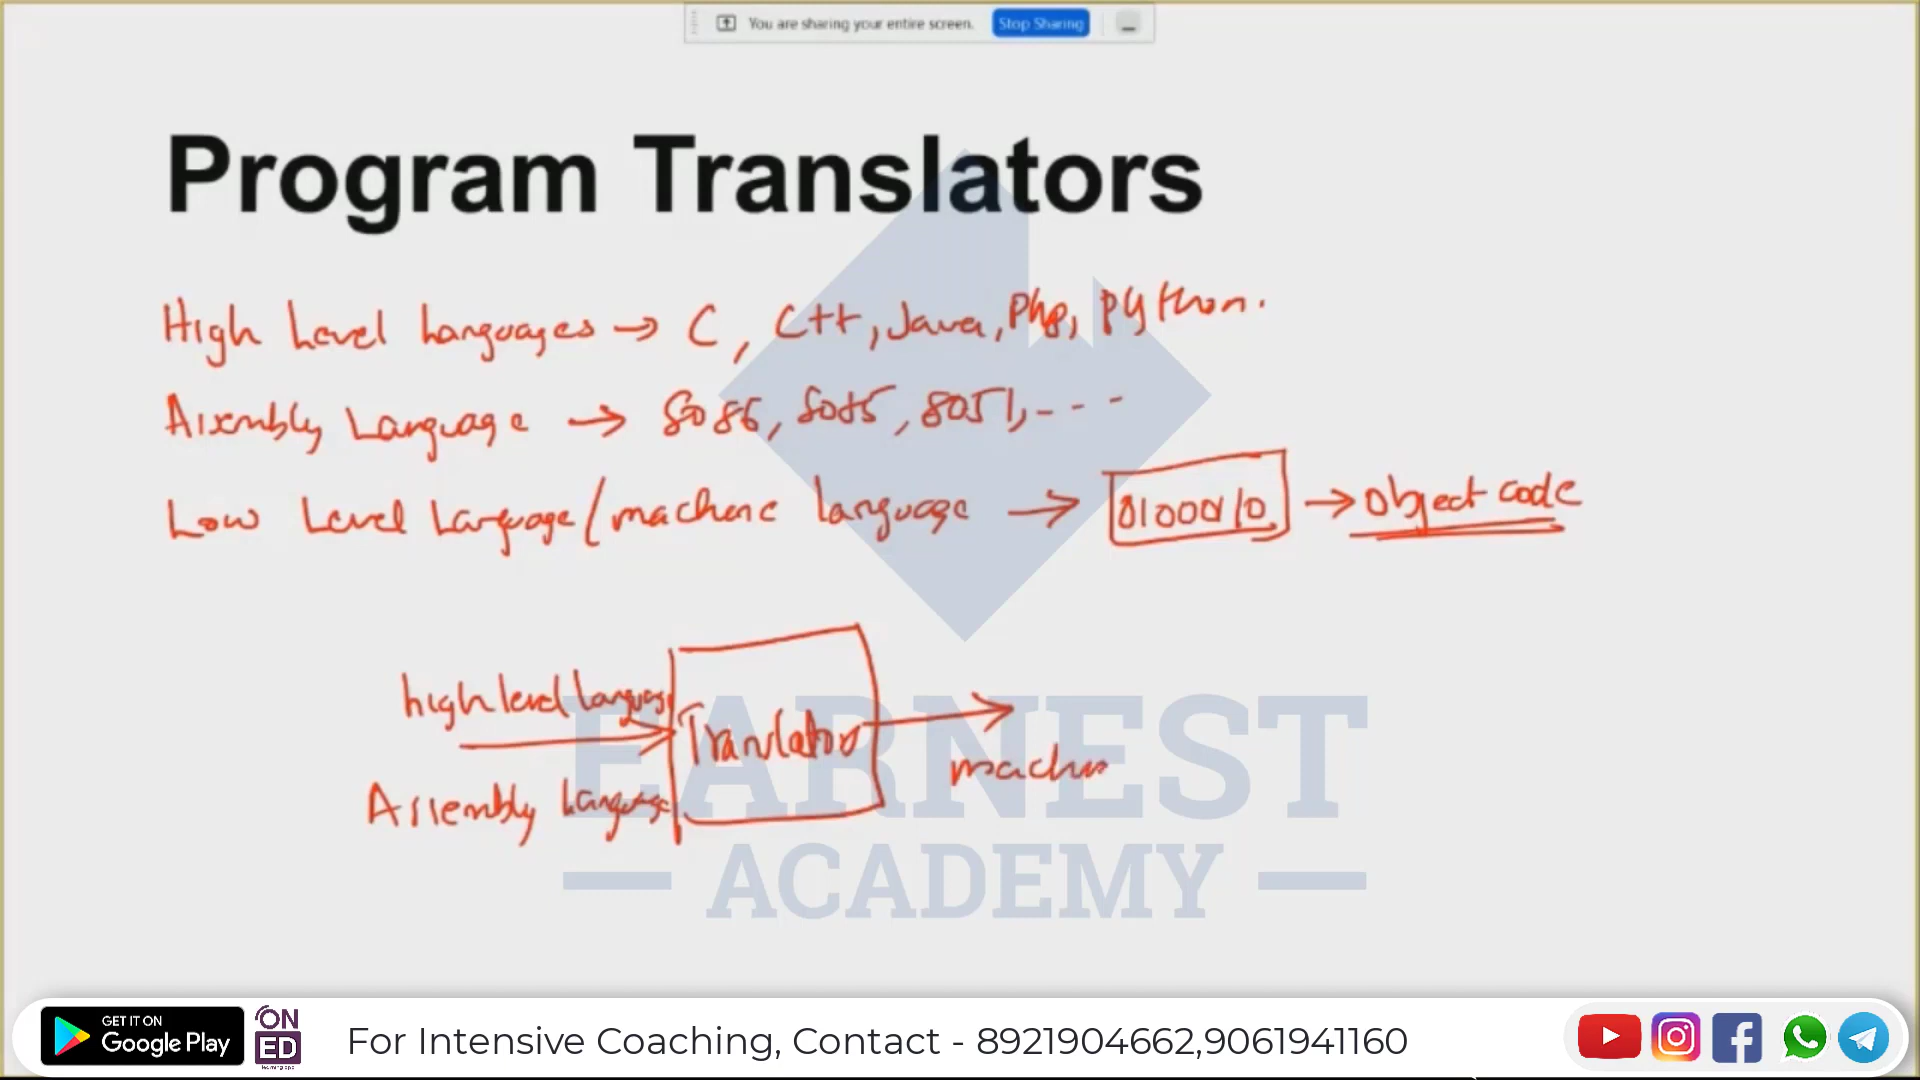 You are sharing your entire screen. Stop Sharing
Program Translators
High Level Languages → C, C++, Java, Php, Python.
Assembly Language → 8086, 8085, 8051, - - -
Low Level Language/machine language → → Object code
high level language
Translator
machin
Assembly Language
EARNEST
ACADEMY
GET IT ON
Google Play
ON
ED
For Intensive Coaching, Contact - 8921904662,9061941160